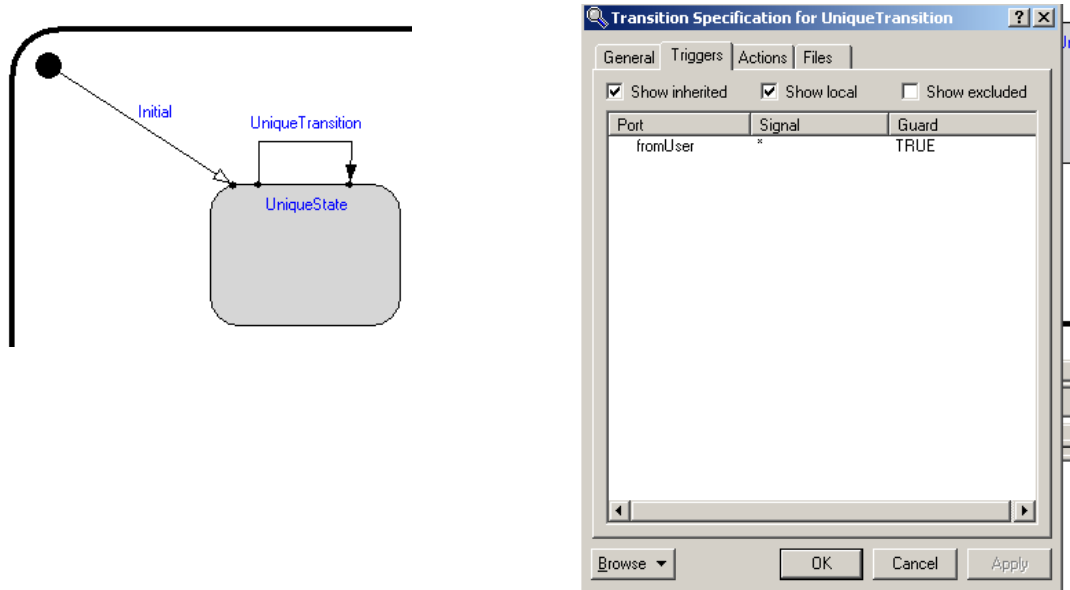 Initial
UniqueTransition
UniqueState
Transition Specification for UniqueTransition
General Triggers Actions Files
Show inherited Show local Show excluded
Port Signal Guard
fromUser * TRUE
Browse OK Cancel Apply